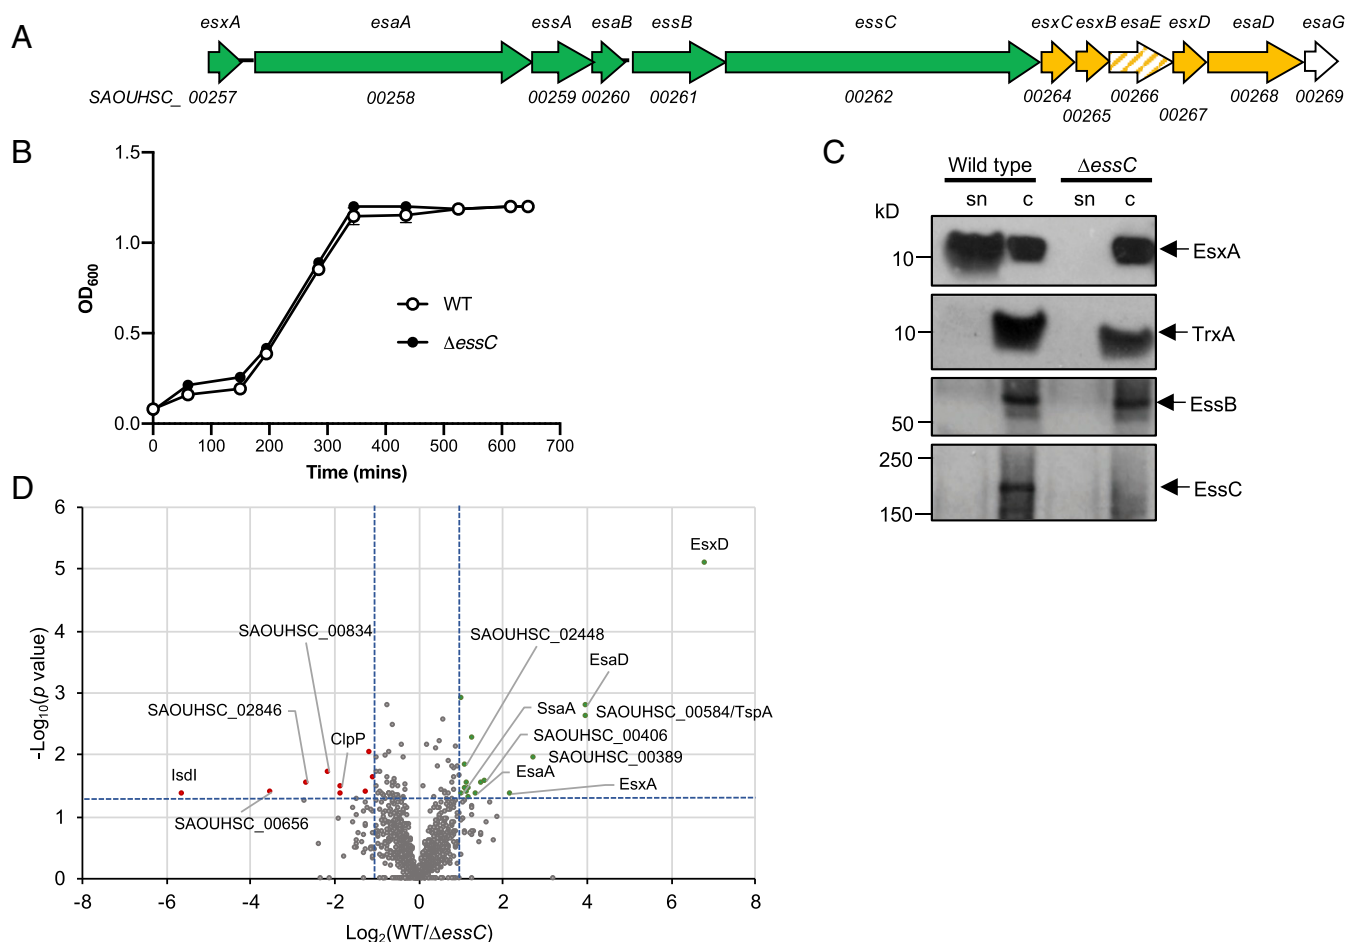 A
esxA esaA essA esaB essB essC esxC esxB esaE esxD esaD esaG
SAOUHSC_ 00257 00258 00259 00260 00261 00262 00264 00266 00268 00269
00265 00267
B
1.5
1.0
0.5
0.0
OD600
WT
ΔessC
0 100 200 300 400 500 600 700
Time (mins)
C
Wild type ΔessC
kD sn c sn c
10 EsxA
10 TrxA
EssB
50
250
EssC
150
D
6
5
4
3
2
1
0
-Log10(p value)
EsxD
SAOUHSC_00834
SAOUHSC_02448
EsaD
SAOUHSC_02846
SsaA
SAOUHSC_00584/TspA
ClpP
SAOUHSC_00406
SAOUHSC_00389
IsdI
EsaA
EsxA
SAOUHSC_00656
-8 -6 -4 -2 0 2 4 6 8
Log2(WT/ΔessC)